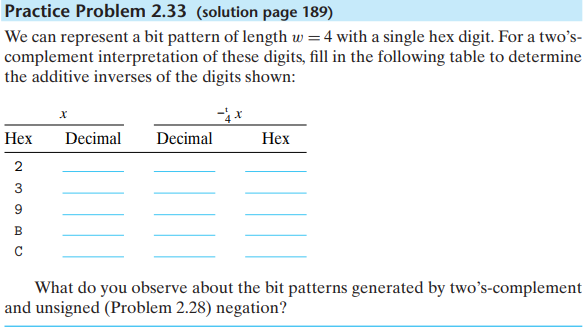 Practice Problem 2.33 (solution page 189)
We can represent a bit pattern of length w = 4 with a single hex digit. For a two's-
complement interpretation of these digits, fill in the following table to determine
the additive inverses of the digits shown:
x -ᵗ₄ x
Hex Decimal Decimal Hex
2
3
9
B
C
What do you observe about the bit patterns generated by two's-complement
and unsigned (Problem 2.28) negation?